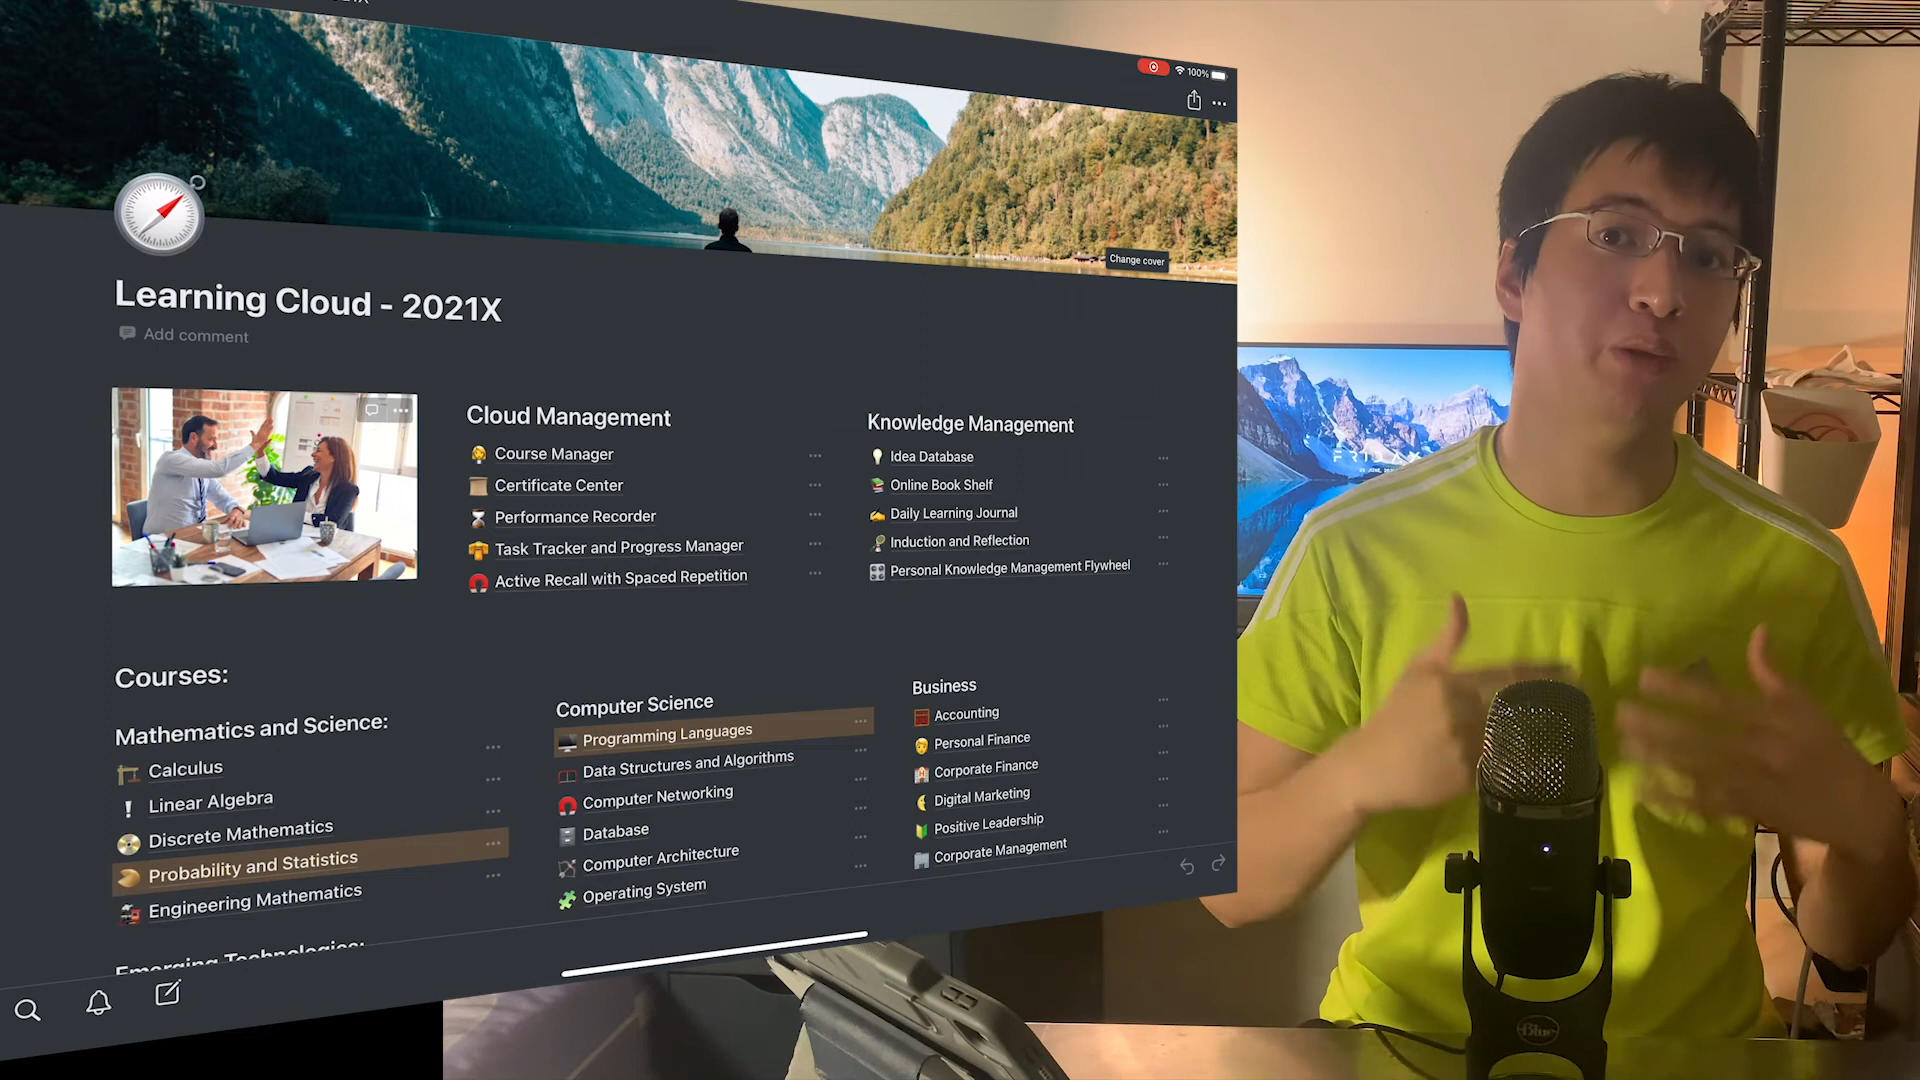 100%
Change cover
Learning Cloud - 2021X
Add comment
Cloud Management
Course Manager
Certificate Center
Performance Recorder
Task Tracker and Progress Manager
Active Recall with Spaced Repetition
Knowledge Management
Idea Database
Online Book Shelf
Daily Learning Journal
Induction and Reflection
Personal Knowledge Management Flywheel
Courses:
Mathematics and Science:
Calculus
Linear Algebra
Discrete Mathematics
Probability and Statistics
Engineering Mathematics
Emerging Technologies:
Computer Science
Programming Languages
Data Structures and Algorithms
Computer Networking
Database
Computer Architecture
Operating System
Business
Accounting
Personal Finance
Corporate Finance
Digital Marketing
Positive Leadership
Corporate Management
FRIDAY
Blue